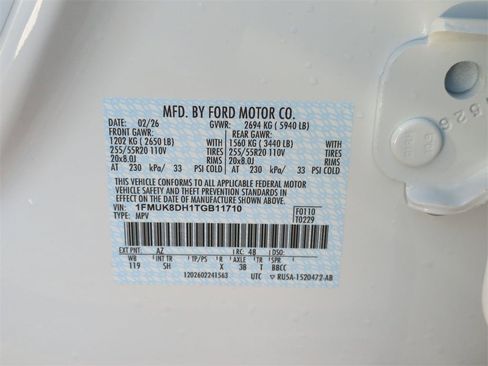 MFD. BY FORD MOTOR CO.
DATE: 02/26 GVWR: 2694 KG ( 5940 LB)
FRONT GAWR: REAR GAWR:
1202 KG ( 2650 LB) WITH 1560 KG ( 3440 LB) WITH
255/55R20 110V TIRES 255/55R20 110V TIRES
20x8.0J RIMS 20x8.0J RIMS
AT 230 kPa/ 33 PSI COLD AT 230 kPa/ 33 PSI COLD
THIS VEHICLE CONFORMS TO ALL APPLICABLE FEDERAL MOTOR
VEHICLE SAFETY AND THEFT PREVENTION STANDARDS IN
EFFECT ON THE DATE OF MANUFACTURE SHOWN ABOVE.
VIN: 1FMUK8DH1TGB11710 F0110
TYPE: MPV T0229
EXT PNT: AZ RC: 48 DSO:
WB INT TR TP/PS R AXLE TR SPR
119 SH X 3B T BBCC
1202602241563 UTC RU5A-1520472-AB